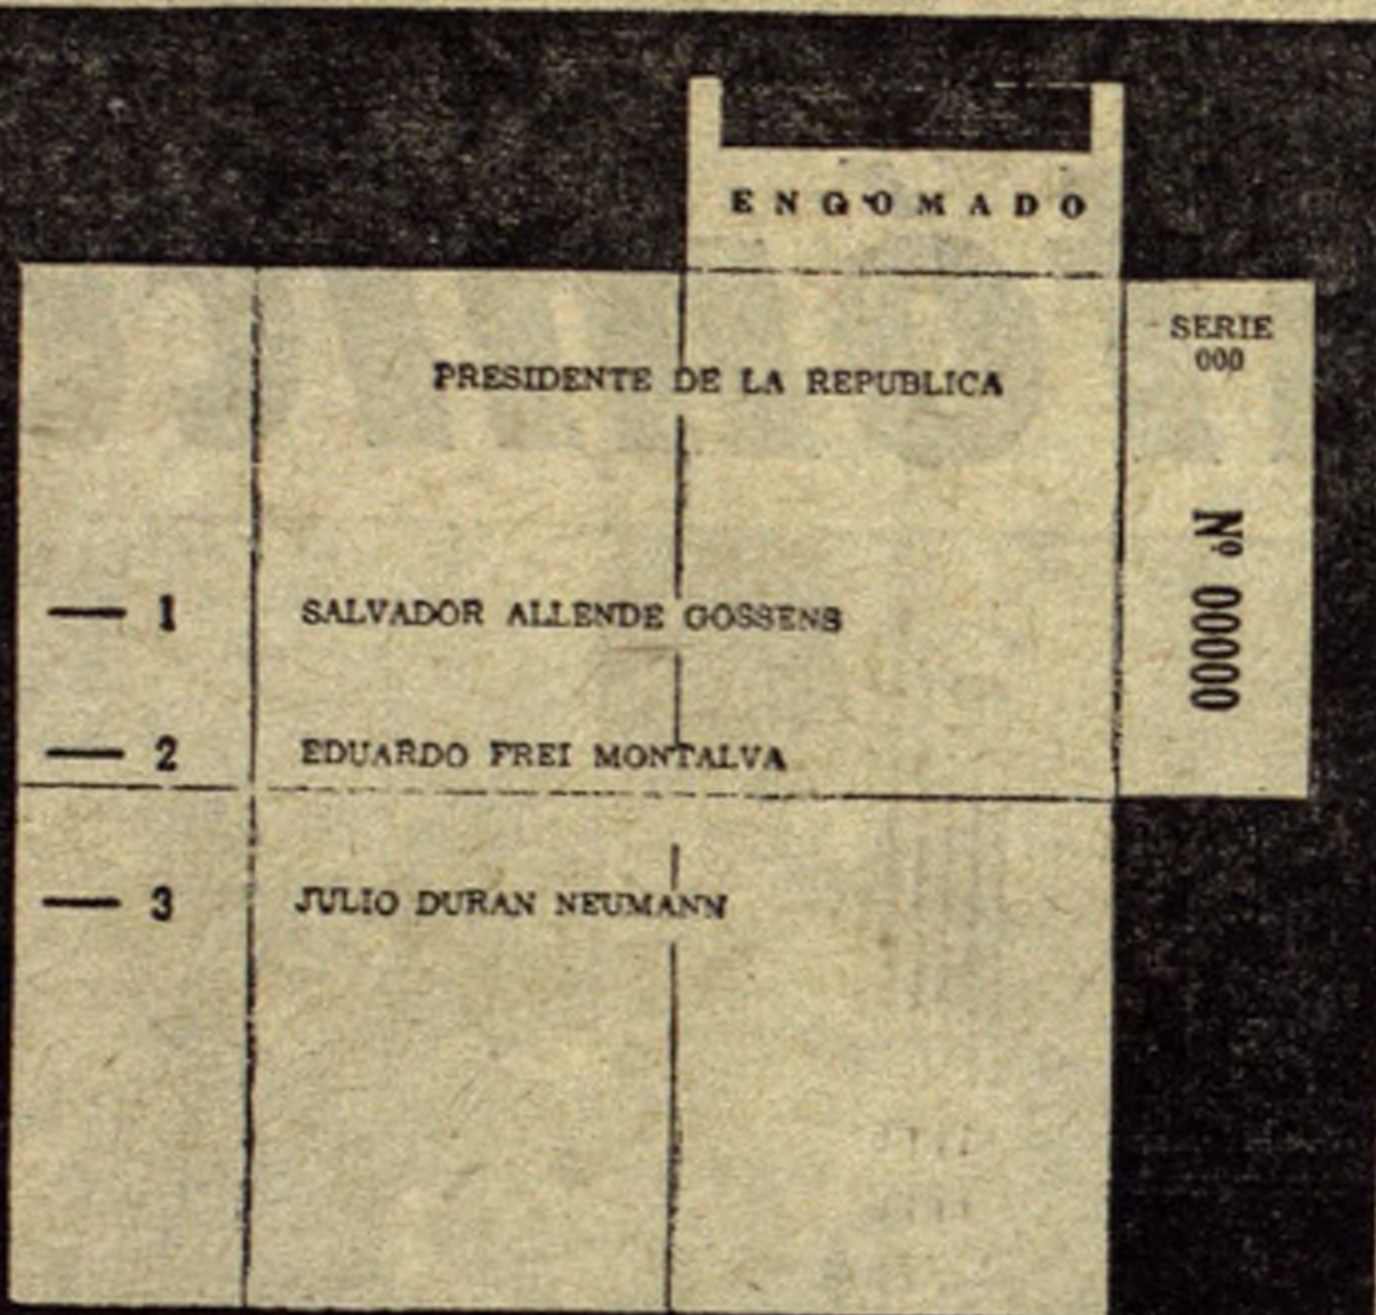 ENGOMADO
PRESIDENTE DE LA REPUBLICA
SERIE
000
Nº 00000
— 1 SALVADOR ALLENDE GOSSENS
— 2 EDUARDO FREI MONTALVA
— 3 JULIO DURAN NEUMANN